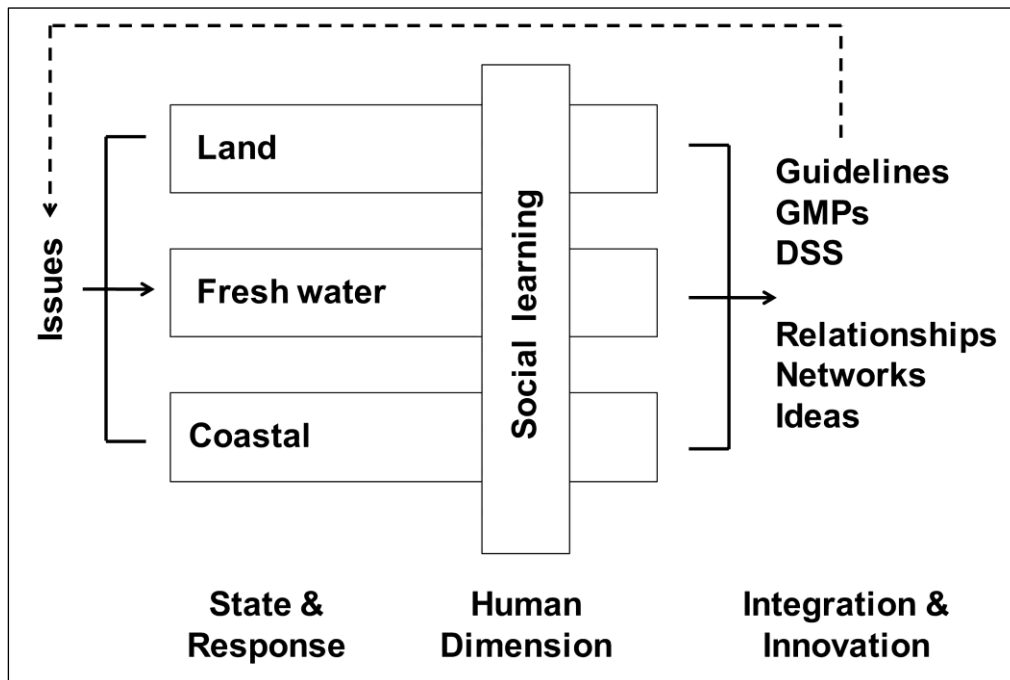 Issues
Land
Fresh water
Coastal
Social learning
Guidelines
GMPs
DSS
Relationships
Networks
Ideas
State &
Response
Human
Dimension
Integration &
Innovation